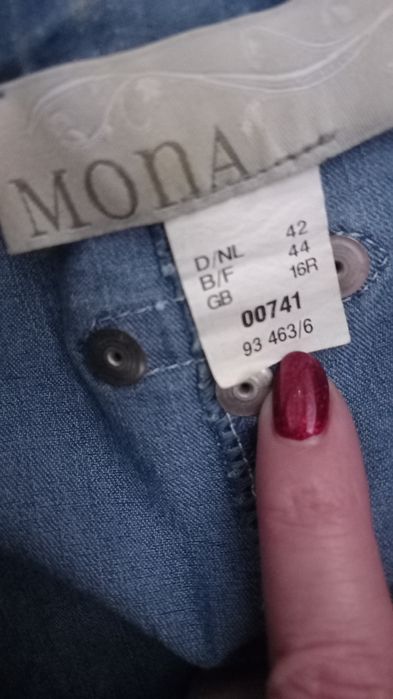 MONA...
D/NL 42
B/F 44
GB 16R
00741
93 463/6